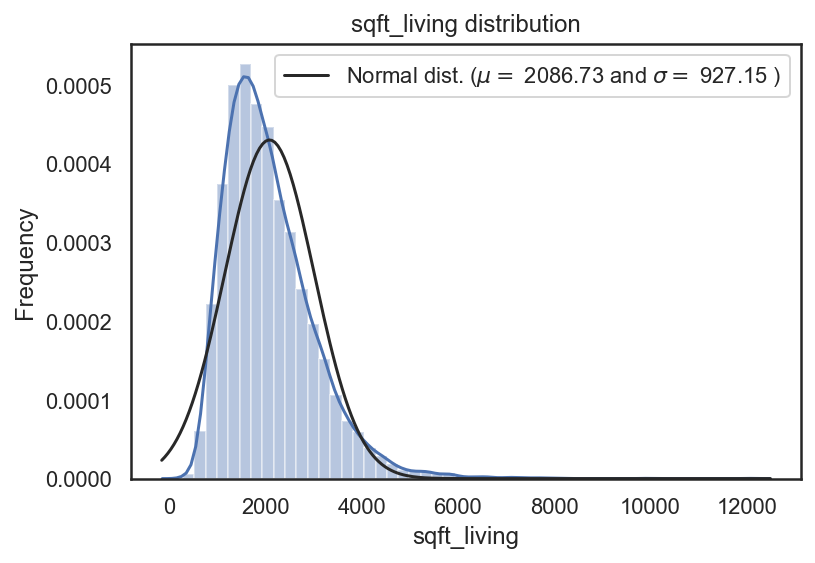 sqft_living distribution
Normal dist. (μ = 2086.73 and σ = 927.15 )
0.0005
0.0004
0.0003
0.0002
0.0001
0.0000
Frequency
0 2000 4000 6000 8000 10000 12000
sqft_living